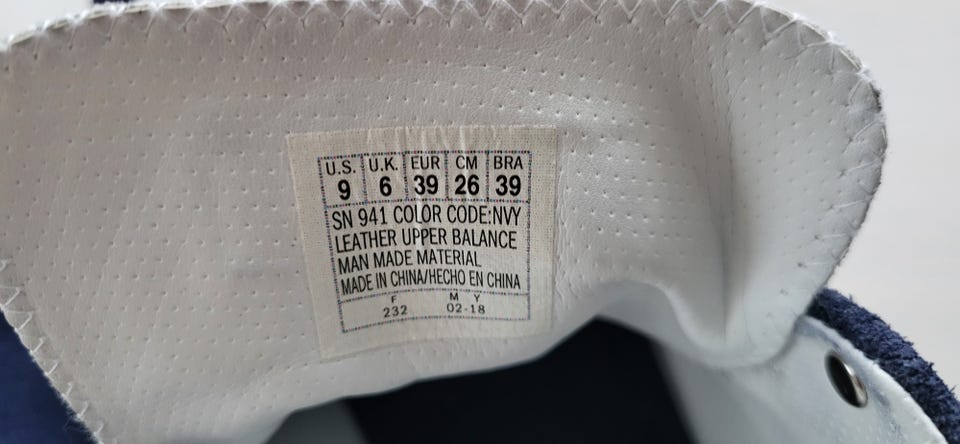 U.S. U.K. EUR CM BRA
9 6 39 26 39
SN 941 COLOR CODE:NVY
LEATHER UPPER BALANCE
MAN MADE MATERIAL
MADE IN CHINA/HECHO EN CHINA
F M Y
232 02-18